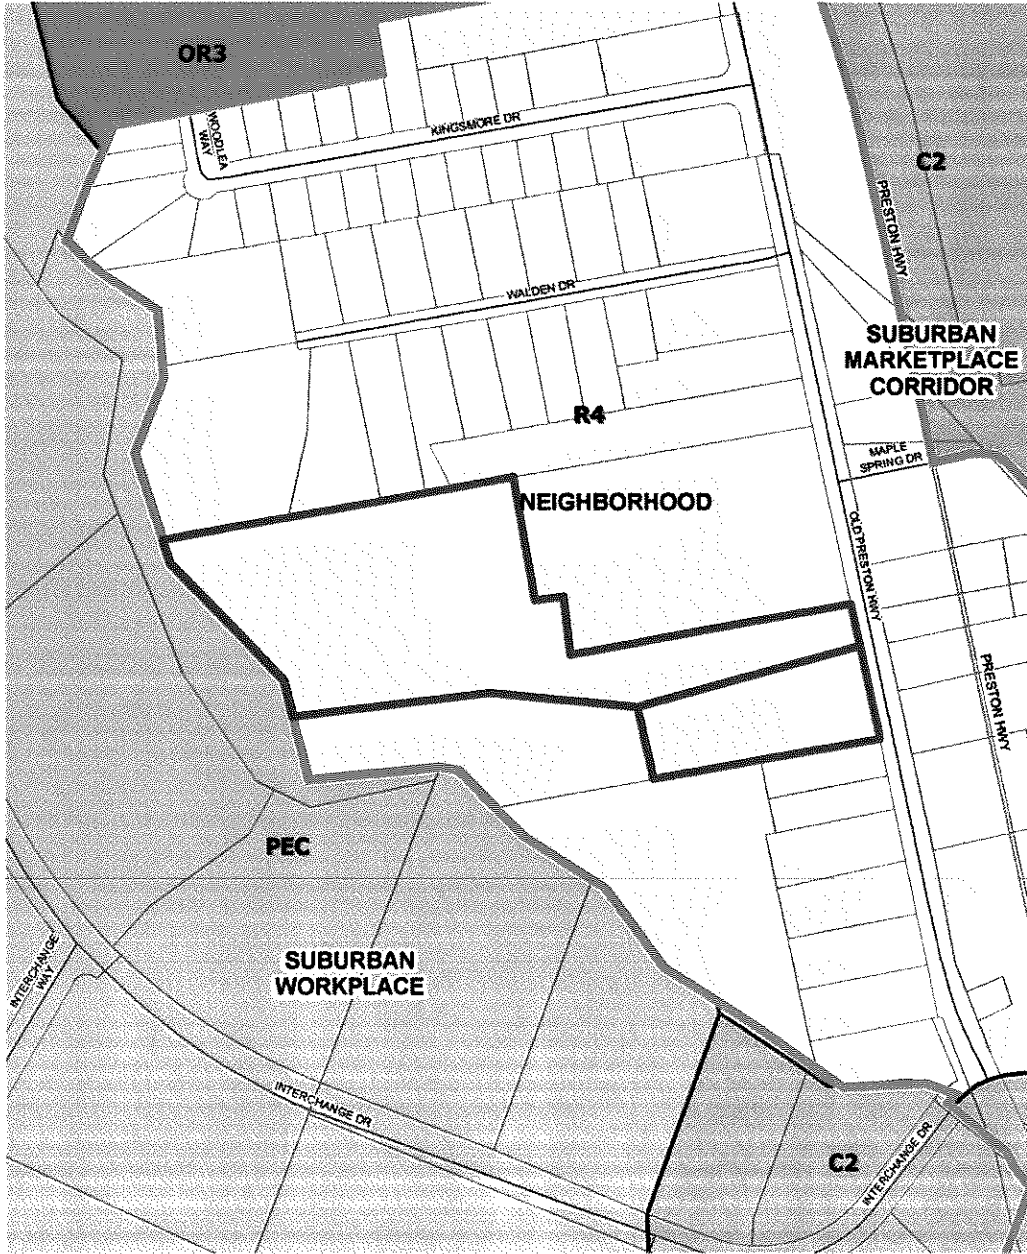 OR3
WOODLEA
WAY
KINGSMORE DR
C2
PRESTON HWY
WALDEN DR
SUBURBAN
MARKETPLACE
CORRIDOR
R4
MAPLE
SPRING DR
NEIGHBORHOOD
OLD PRESTON HWY
PRESTON HWY
PEC
SUBURBAN
WORKPLACE
INTERCHANGE
WAY
INTERCHANGE DR
C2
INTERCHANGE DR